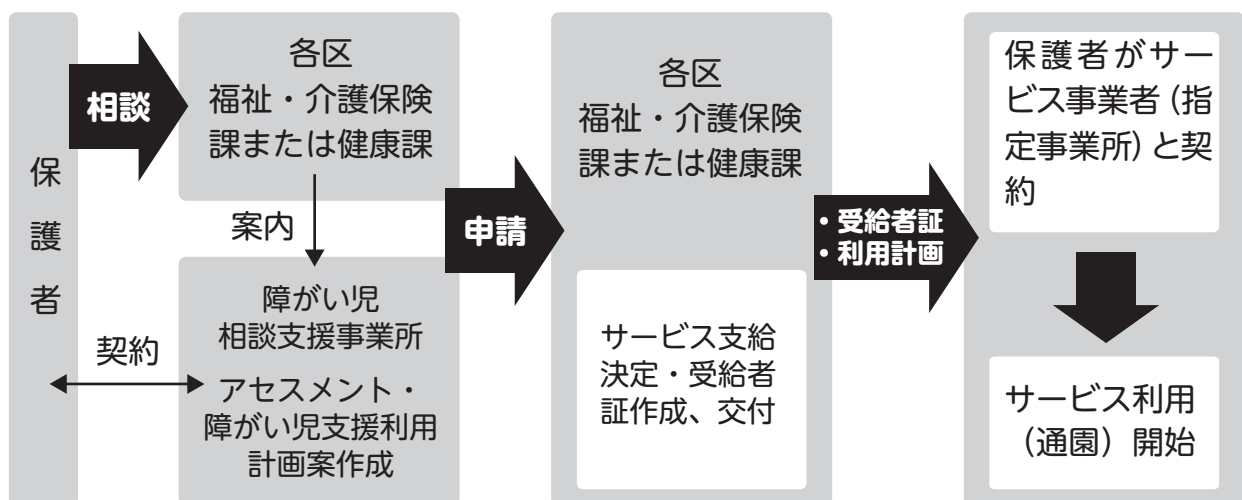 保護者
相談
各区
福祉・介護保険
課または健康課
案内
契約
障がい児
相談支援事業所
アセスメント・
障がい児支援利用
計画案作成
申請
各区
福祉・介護保険
課または健康課
サービス支給
決定・受給者
証作成、交付
・受給者証
・利用計画
保護者がサー
ビス事業者(指
定事業所)と契
約
サービス利用
(通園)開始